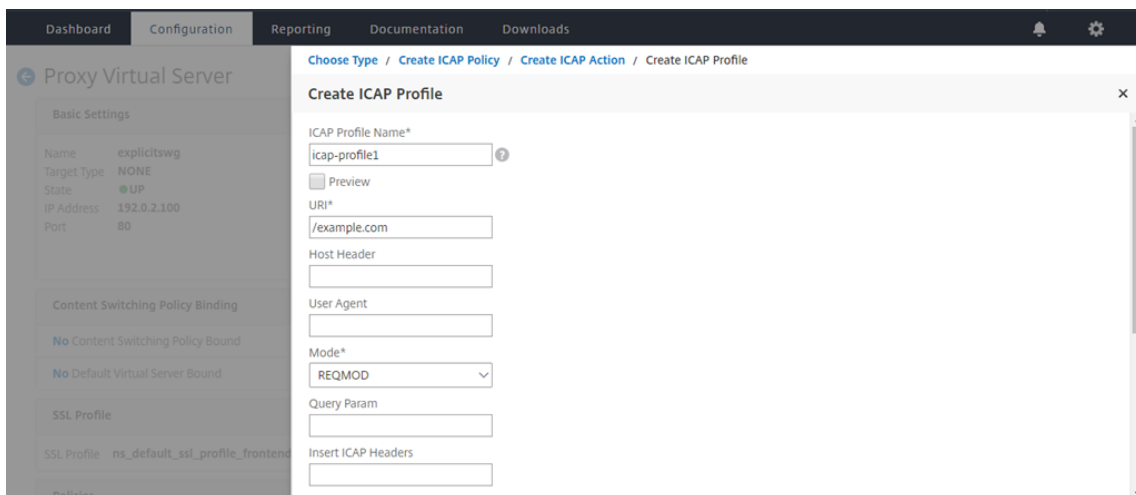 Dashboard Configuration Reporting Documentation Downloads
Proxy Virtual Server
Basic Settings
Name explicitswg
Target Type NONE
State UP
IP Address 192.0.2.100
Port 80
Content Switching Policy Binding
No Content Switching Policy Bound
No Default Virtual Server Bound
SSL Profile
SSL Profile ns_default_ssl_profile_frontend
Policies
Choose Type / Create ICAP Policy / Create ICAP Action / Create ICAP Profile
Create ICAP Profile
ICAP Profile Name*
icap-profile1
Preview
URI*
/example.com
Host Header
User Agent
Mode*
REQMOD
Query Param
Insert ICAP Headers